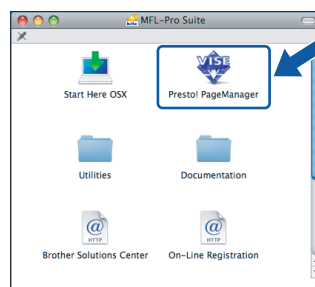 MFL-Pro Suite
VISE
Start Here OSX
Presto! PageManager
Utilities
Documentation
@
HTTP
@
HTTP
Brother Solutions Center
On-Line Registration